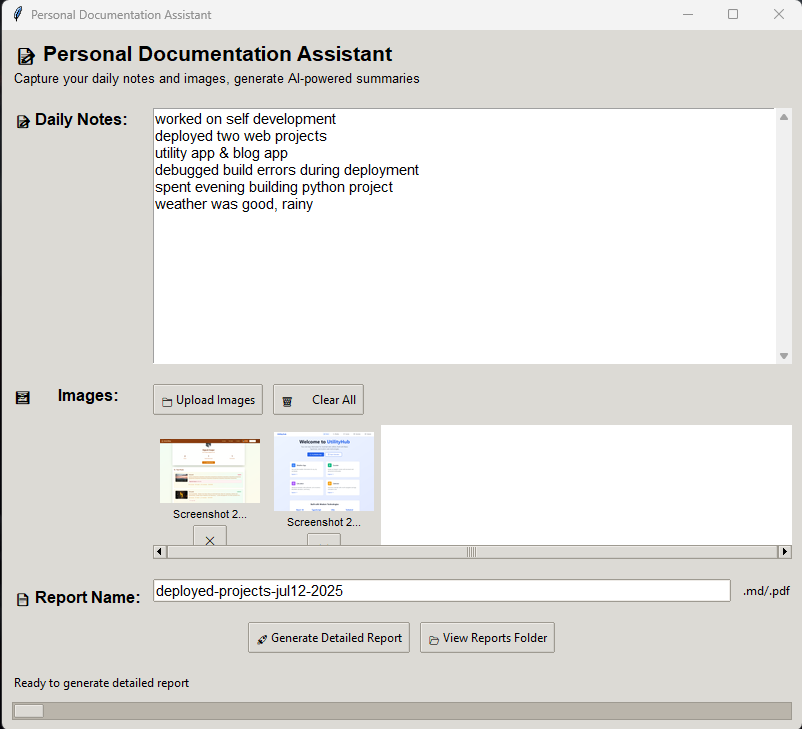 Personal Documentation Assistant
Personal Documentation Assistant
Capture your daily notes and images, generate AI-powered summaries
Daily Notes:
worked on self development
deployed two web projects
utility app & blog app
debugged build errors during deployment
spent evening building python project
weather was good, rainy
Images:
Upload Images
Clear All
Welcome to UtilityHub
Screenshot 2...
Screenshot 2...
Report Name:
deployed-projects-jul12-2025
.md/.pdf
Generate Detailed Report
View Reports Folder
Ready to generate detailed report